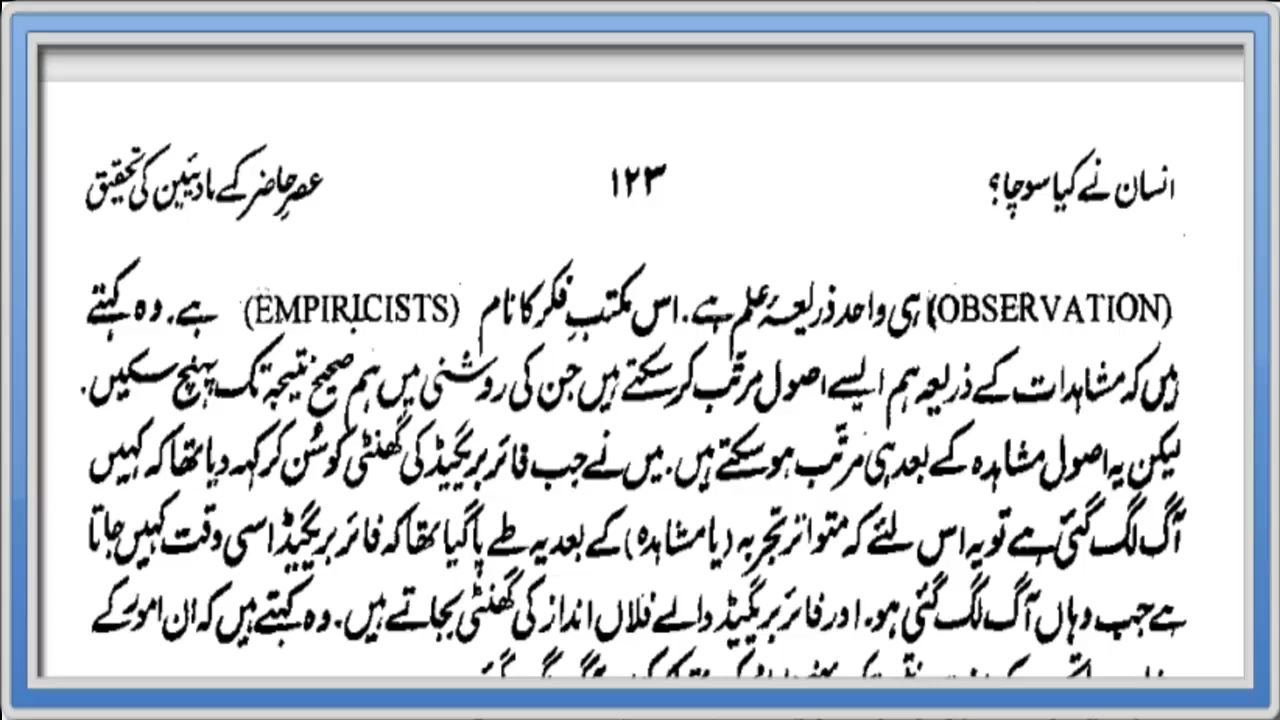 انسان نے کیا سوچا؟ ۱۲۳ عصرِ حاضر کے مادیئین کی تحقیق
(OBSERVATION) ہی واحد ذریعۂ علم ہے۔ اس مکتبِ فکر کا نام (EMPIRICISTS) ہے۔ وہ کہتے
ہیں کہ مشاہدات کے ذریعہ ہم ایسے اصول مرتّب کر سکتے ہیں جن کی روشنی میں ہم صحیح نتیجہ تک پہنچ سکیں۔
لیکن یہ اصول مشاہدہ کے بعد ہی مرتّب ہو سکتے ہیں۔ میں نے جب فائر بریگیڈ کی گھنٹی کو سُن کر کہہ دیا تھا کہ کہیں
آگ لگ گئی ہے تو یہ اس لئے کہ متواتر تجربہ (یا مشاہدہ) کے بعد یہ طے پا گیا تھا کہ فائر بریگیڈ اسی وقت کہیں جاتا
ہے جب وہاں آگ لگ گئی ہو۔ اور فائر بریگیڈ والے فلاں انداز کی گھنٹی بجاتے ہیں۔ وہ کہتے ہیں کہ ان امور کے